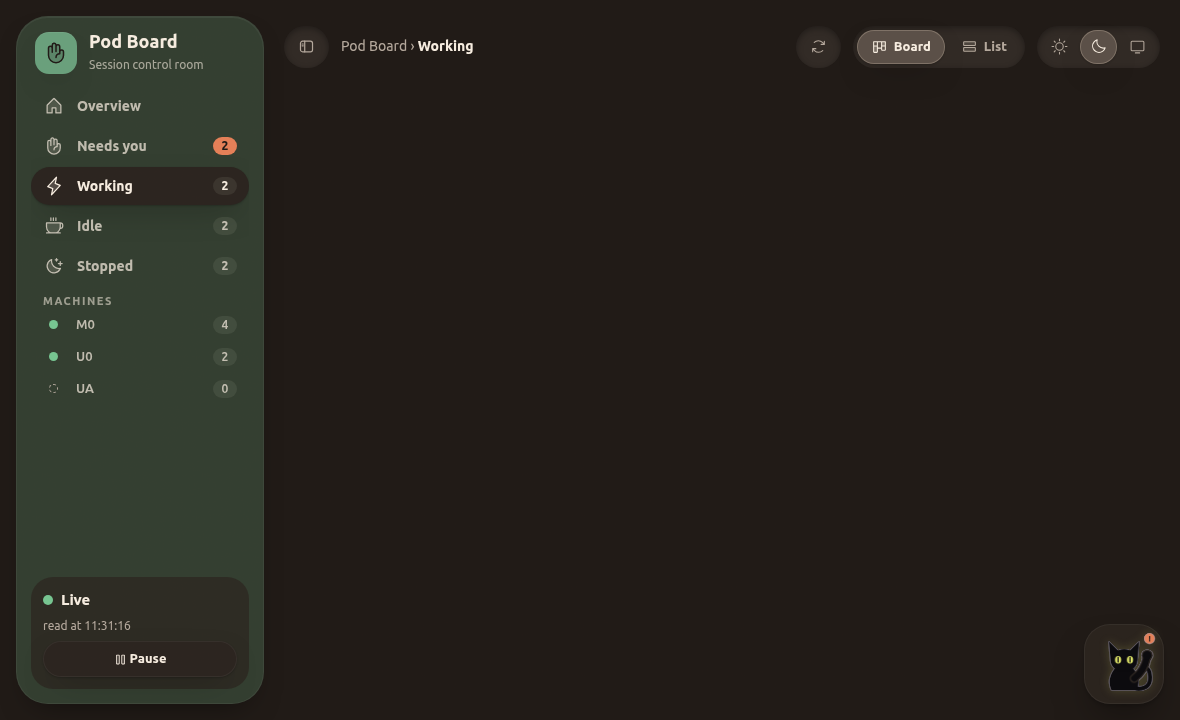 Pod Board
Session control room
Overview
Needs you 2
Working 2
Idle 2
Stopped 2
MACHINES
M0 4
U0 2
UA 0
Live
read at 11:31:16
Pause
Pod Board › Working
Board
List
!